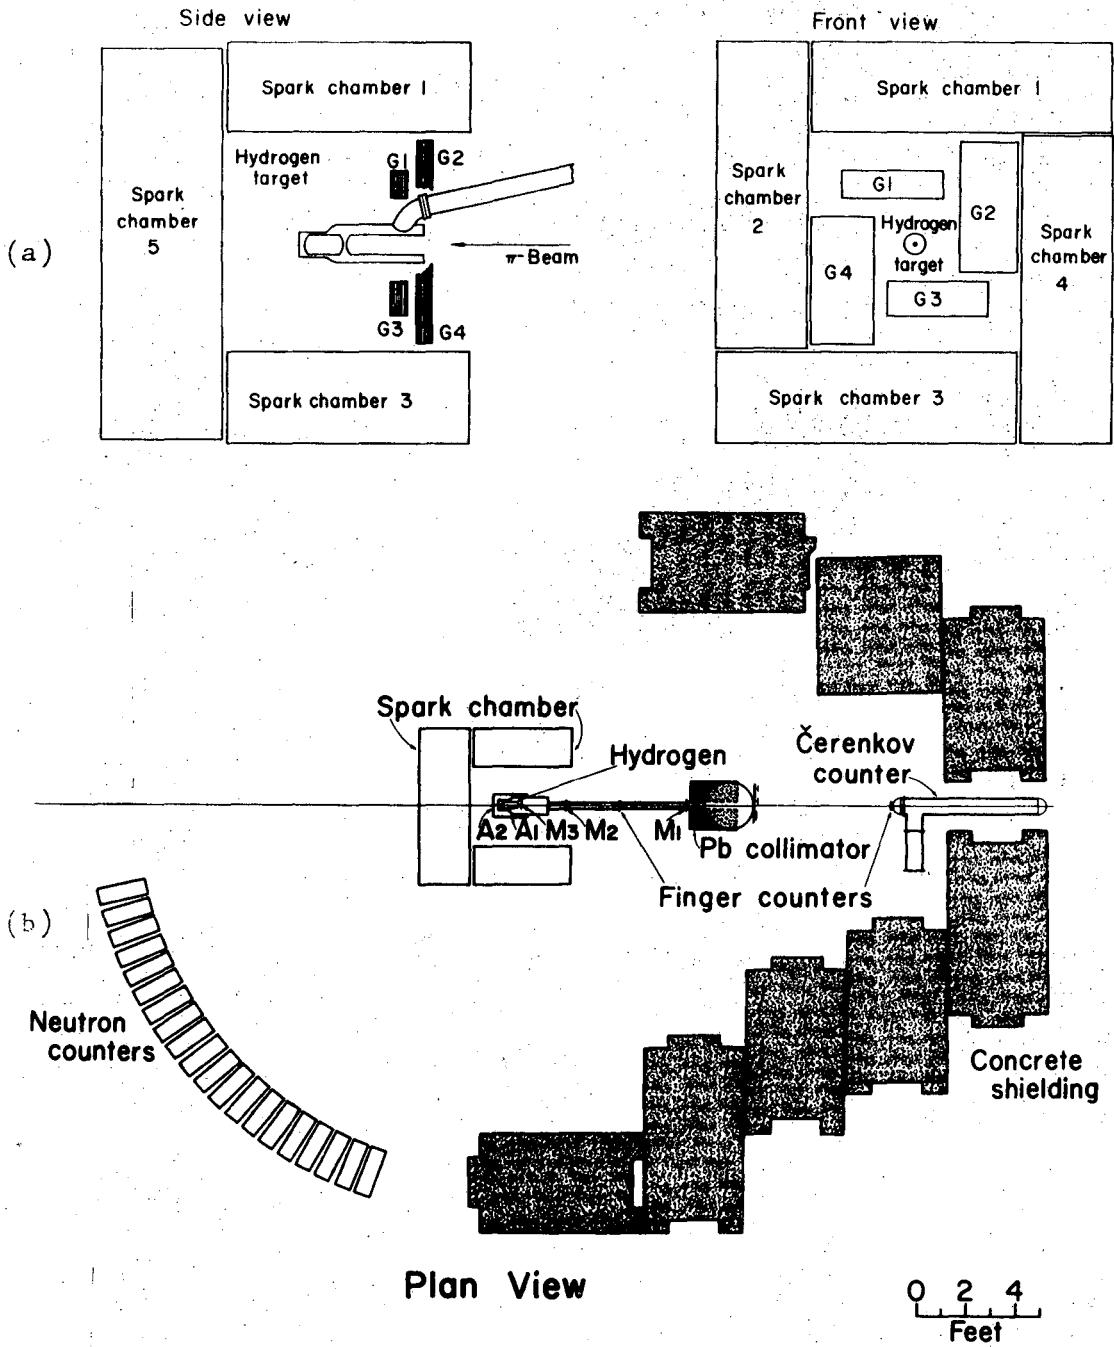 Side view
Front view
Spark chamber 1
Spark chamber 1
Hydrogen
target
G1
G2
Spark
chamber
5
Spark
chamber
2
G1
G2
Hydrogen
target
Spark
chamber
4
(a)
π- Beam
G4
G3
G3
G4
Spark chamber 3
Spark chamber 3
Spark chamber
Hydrogen
Čerenkov
counter
A2 A1 M3 M2
M1
Pb collimator
Finger counters
(b)
Neutron
counters
Concrete
shielding
Plan View
0 2 4
Feet